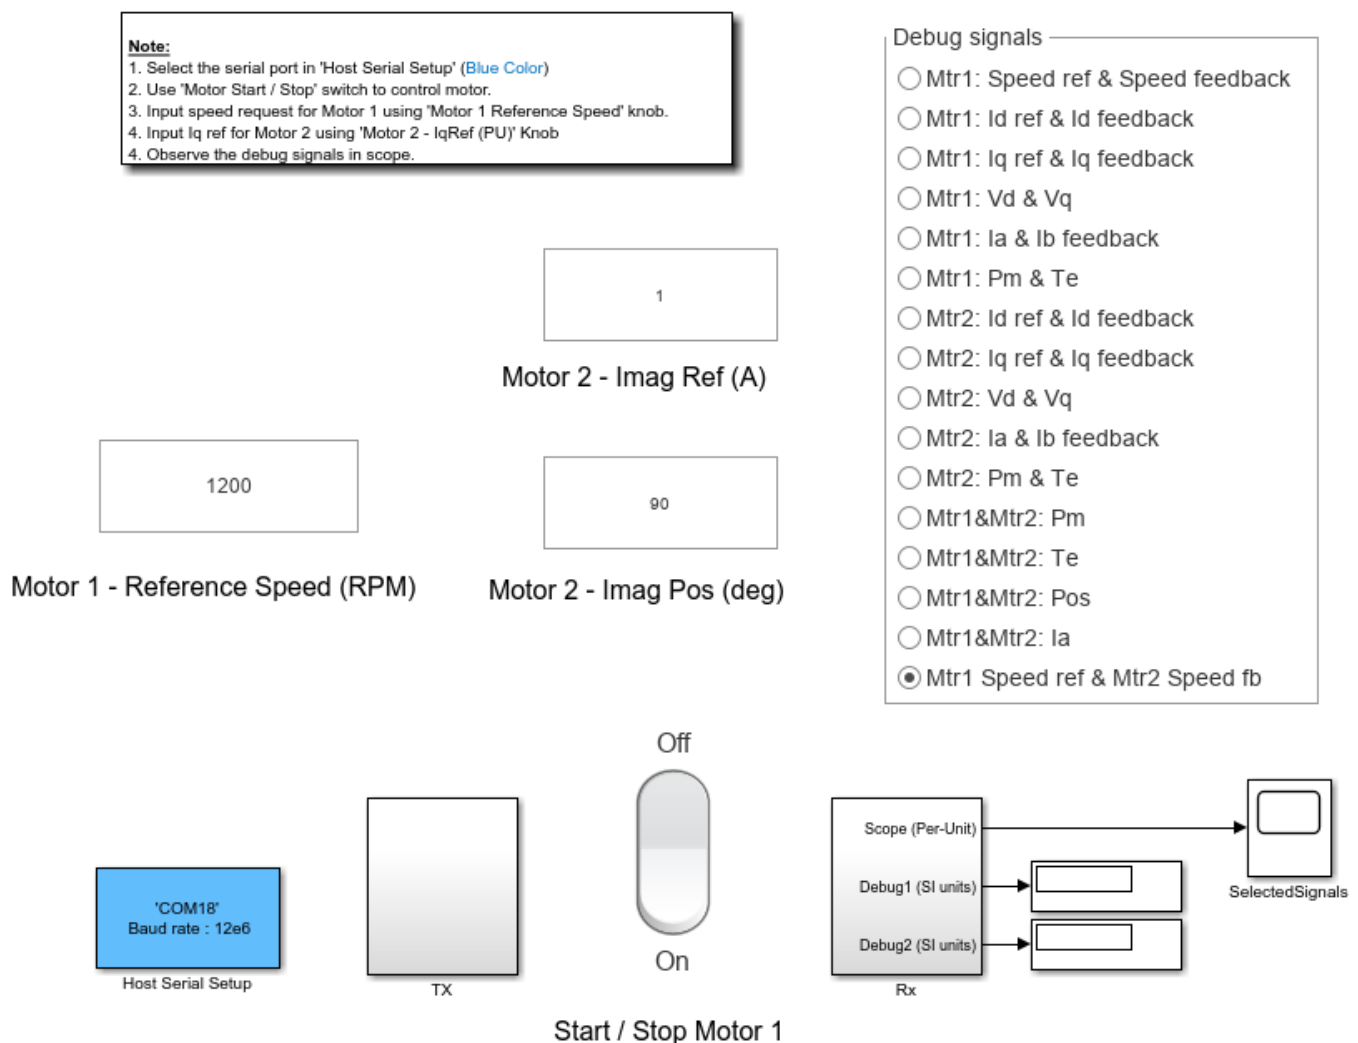 Note:
1. Select the serial port in 'Host Serial Setup' (Blue Color)
2. Use 'Motor Start / Stop' switch to control motor.
3. Input speed request for Motor 1 using 'Motor 1 Reference Speed' knob.
4. Input Iq ref for Motor 2 using 'Motor 2 - IqRef (PU)' Knob
4. Observe the debug signals in scope.
Debug signals
Mtr1: Speed ref & Speed feedback
Mtr1: Id ref & Id feedback
Mtr1: Iq ref & Iq feedback
Mtr1: Vd & Vq
Mtr1: Ia & Ib feedback
Mtr1: Pm & Te
Mtr2: Id ref & Id feedback
Mtr2: Iq ref & Iq feedback
Mtr2: Vd & Vq
Mtr2: Ia & Ib feedback
Mtr2: Pm & Te
Mtr1&Mtr2: Pm
Mtr1&Mtr2: Te
Mtr1&Mtr2: Pos
Mtr1&Mtr2: Ia
Mtr1 Speed ref & Mtr2 Speed fb
1
Motor 2 - Imag Ref (A)
1200
Motor 1 - Reference Speed (RPM)
90
Motor 2 - Imag Pos (deg)
'COM18'
Baud rate : 12e6
Host Serial Setup
TX
Off
On
Start / Stop Motor 1
Scope (Per-Unit)
Debug1 (SI units)
Debug2 (SI units)
Rx
SelectedSignals